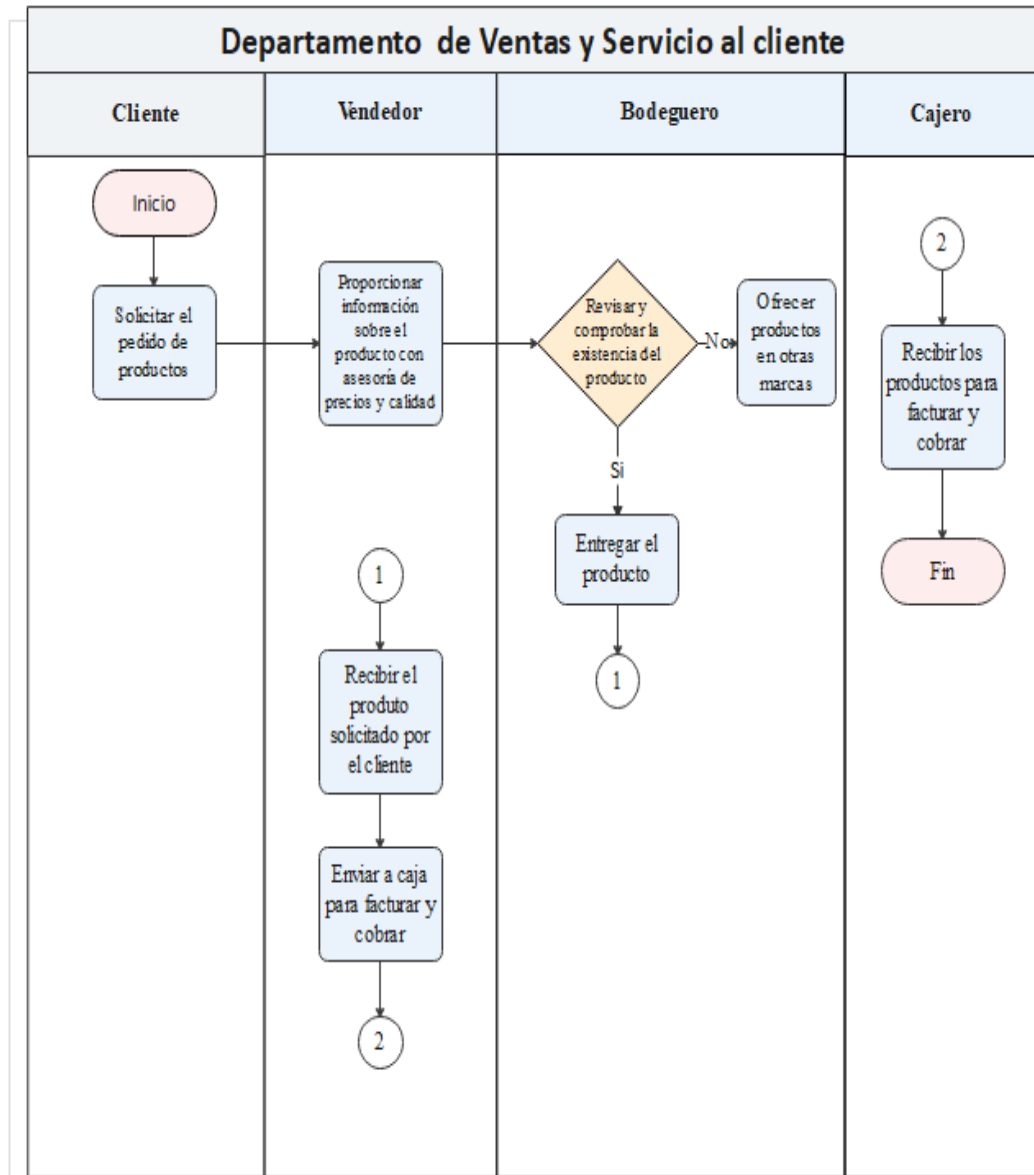 Departamento de Ventas y Servicio al cliente
Cliente
Vendedor
Bodeguero
Cajero
Inicio
Solicitar el
pedido de
productos
Proporcionar
información
sobre el
producto con
asesoría de
precios y calidad
Revisar y
comprobar la
existencia del
producto
No
Ofrecer
productos
en otras
marcas
Si
Entregar el
producto
1
1
Recibir el
produto
solicitado por
el cliente
Enviar a caja
para facturar y
cobrar
2
2
Recibir los
productos para
facturar y
cobrar
Fin